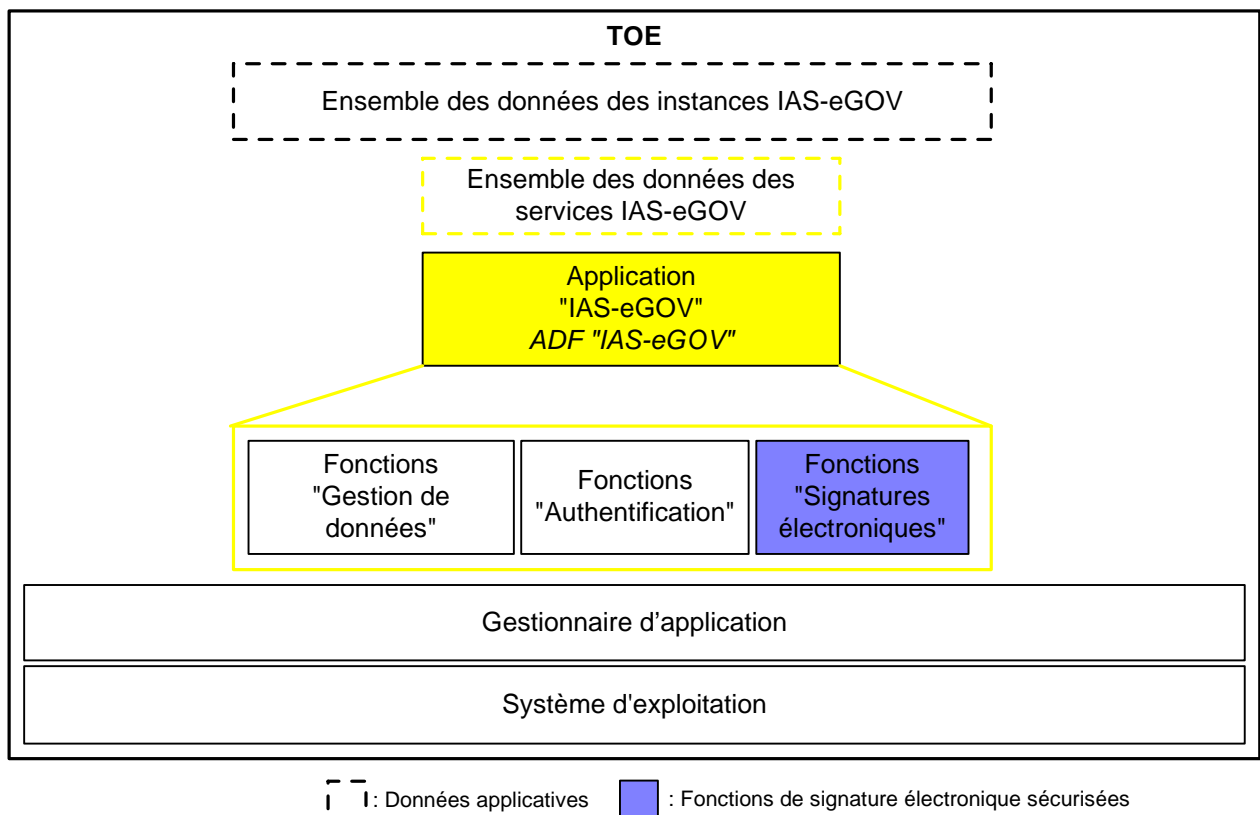 TOE
Ensemble des données des instances IAS-eGOV
Ensemble des données des
services IAS-eGOV
Application
"IAS-eGOV"
ADF "IAS-eGOV"
Fonctions
"Gestion de
données"
Fonctions
"Authentification"
Fonctions
"Signatures
électroniques"
Gestionnaire d’application
Système d'exploitation
: Données applicatives
: Fonctions de signature électronique sécurisées